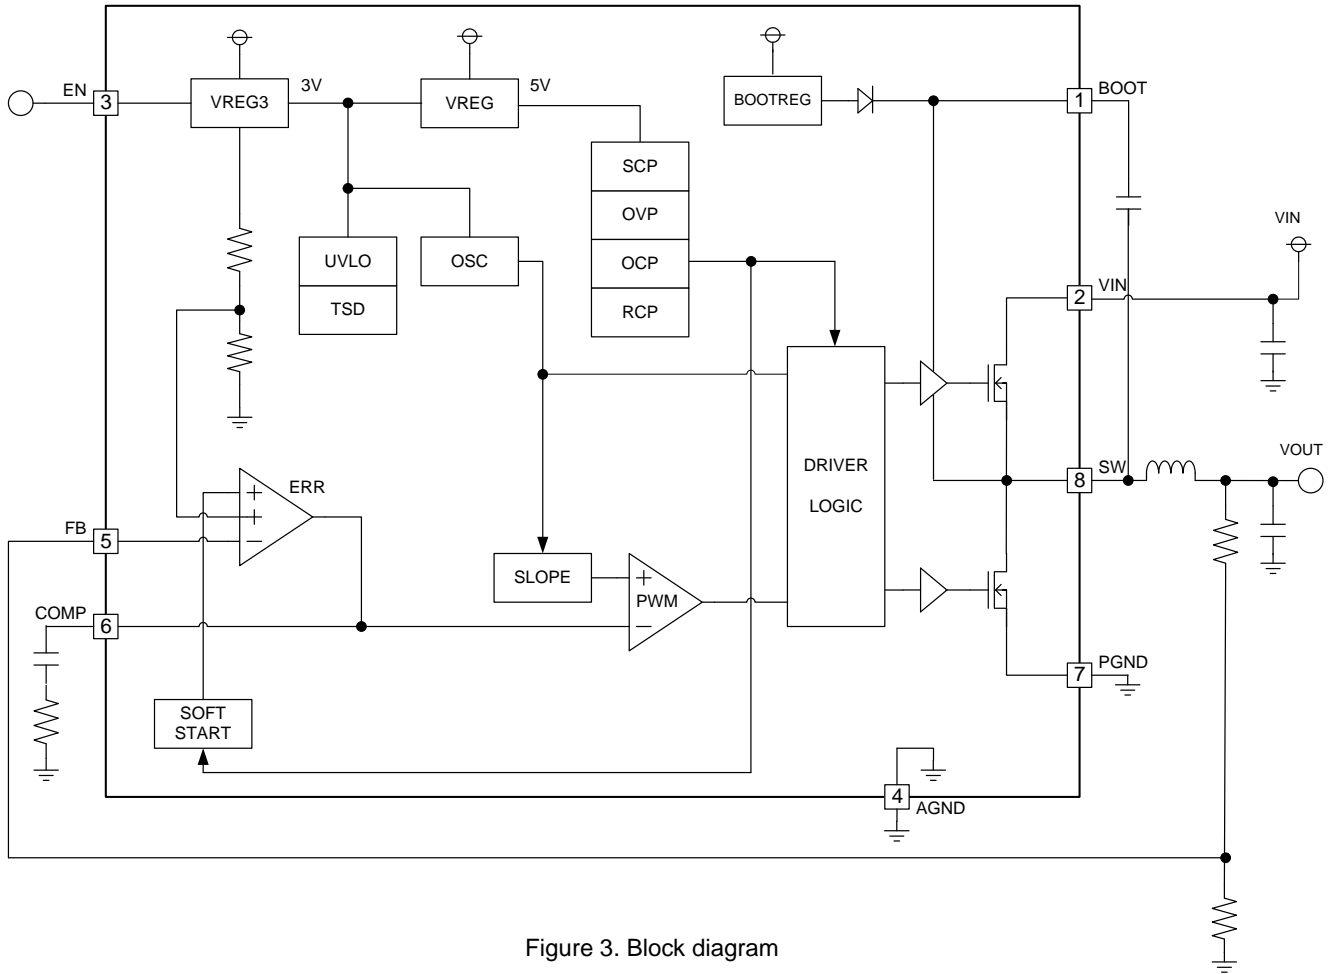 EN
3
VREG3
3V
VREG
5V
BOOTREG
1
BOOT
SCP
OVP
OCP
RCP
UVLO
TSD
OSC
VIN
2
VIN
DRIVER
LOGIC
ERR
FB
5
8
SW
VOUT
SLOPE
PWM
COMP
6
7
PGND
SOFT
START
4
AGND
Figure 3. Block diagram